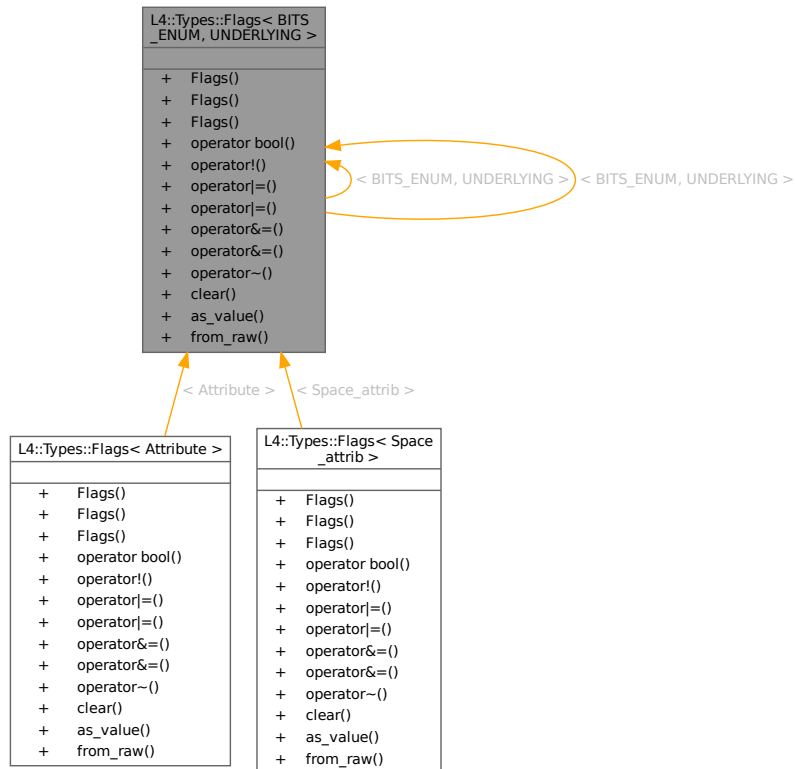 L4::Types::Flags< BITS
_ENUM, UNDERLYING >
+ Flags()
+ Flags()
+ Flags()
+ operator bool()
+ operator!()
+ operator|=()
+ operator|=()
+ operator&=()
+ operator&=()
+ operator~()
+ clear()
+ as_value()
+ from_raw()
< BITS_ENUM, UNDERLYING >
< BITS_ENUM, UNDERLYING >
< Attribute >
< Space_attrib >
L4::Types::Flags< Attribute >
+ Flags()
+ Flags()
+ Flags()
+ operator bool()
+ operator!()
+ operator|=()
+ operator|=()
+ operator&=()
+ operator&=()
+ operator~()
+ clear()
+ as_value()
+ from_raw()
L4::Types::Flags< Space
_attrib >
+ Flags()
+ Flags()
+ Flags()
+ operator bool()
+ operator!()
+ operator|=()
+ operator|=()
+ operator&=()
+ operator&=()
+ operator~()
+ clear()
+ as_value()
+ from_raw()